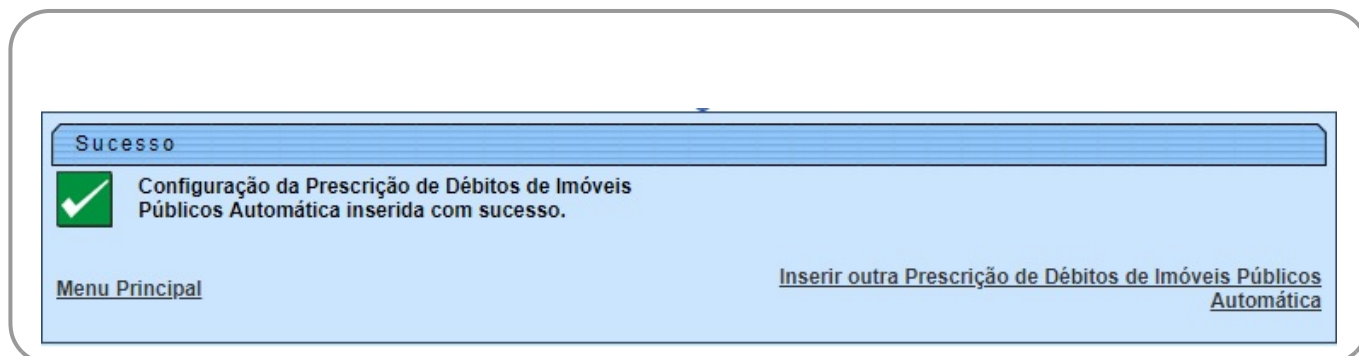 Sucesso
Configuração da Prescrição de Débitos de Imóveis
Públicos Automática inserida com sucesso.
Menu Principal
Inserir outra Prescrição de Débitos de Imóveis Públicos
Automática